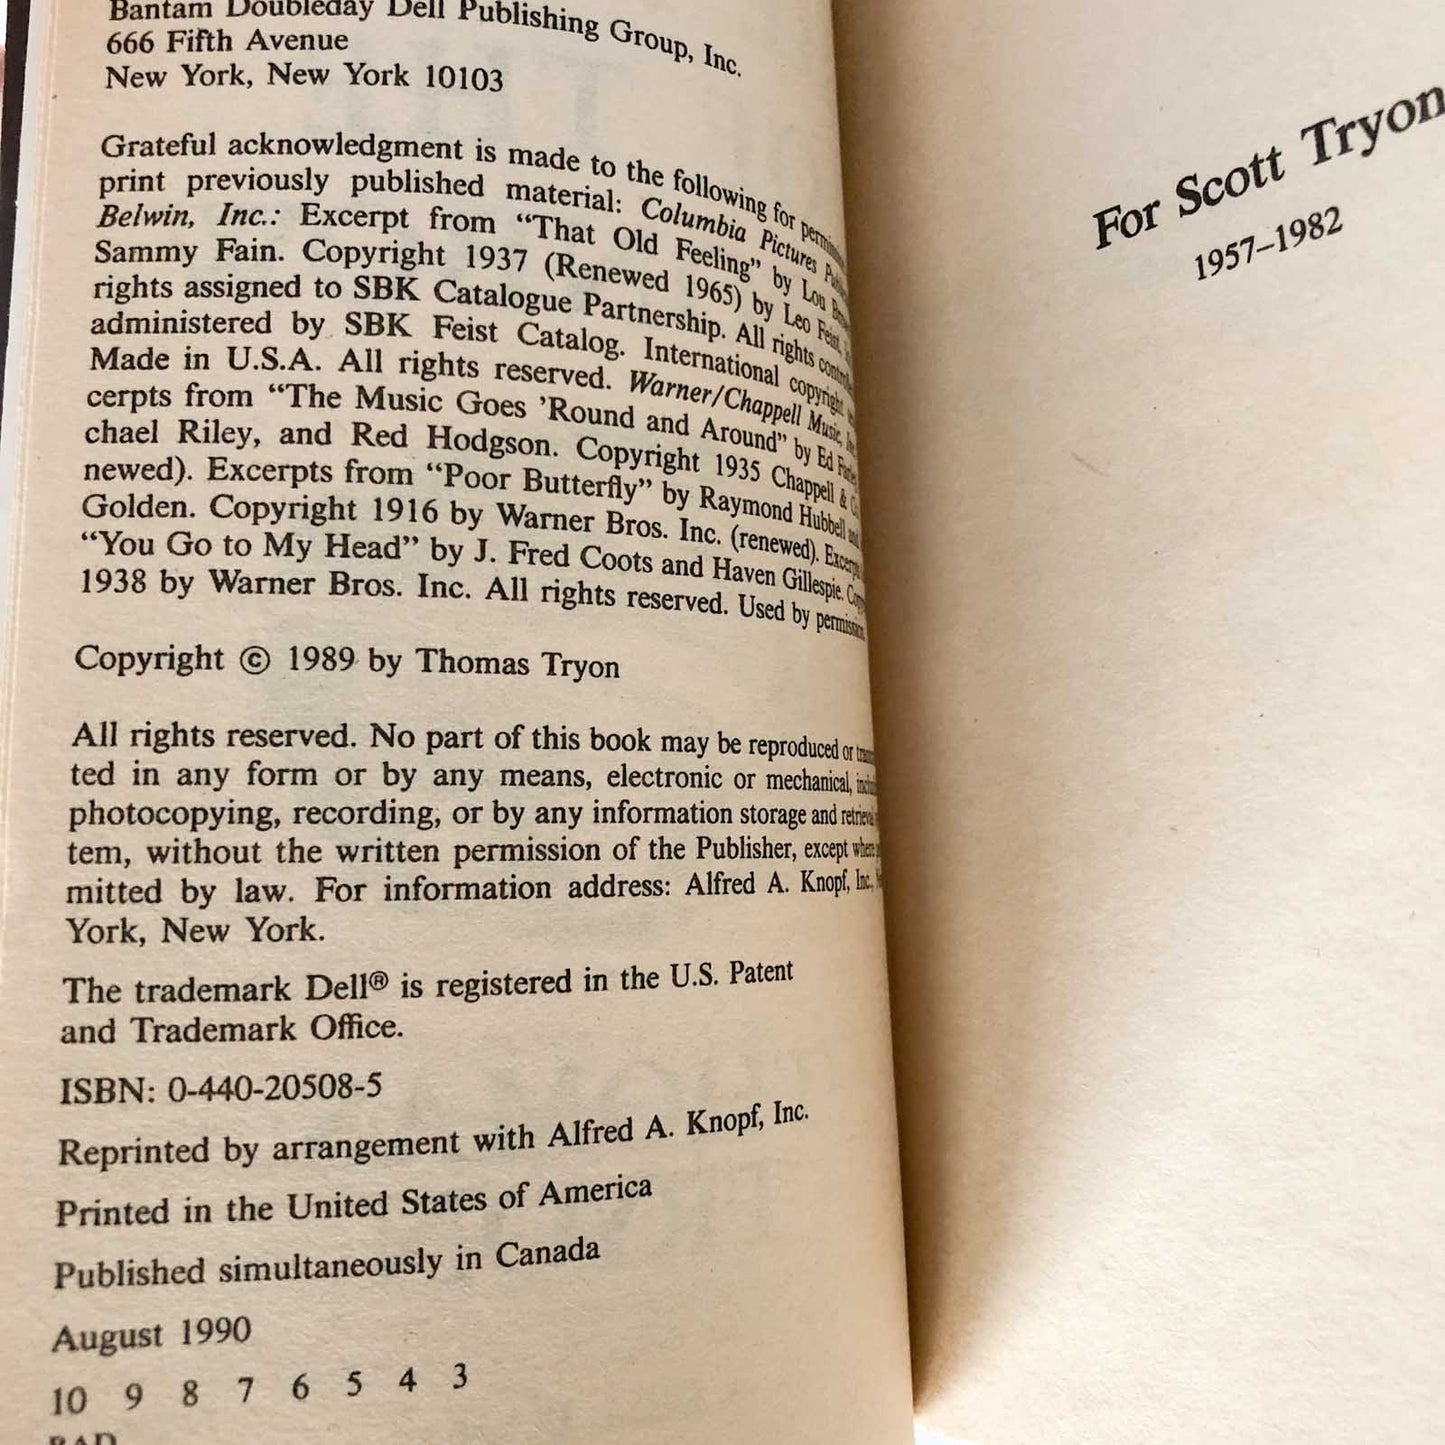 Bantam Doubleday Dell Publishing Group, Inc.
666 Fifth Avenue
New York, New York 10103
Grateful acknowledgment is made to the following for
print previously published material: Columbia Pictures
Belwin, Inc.: Excerpt from “That Old Feeling” by Lou
Sammy Fain. Copyright 1937 (Renewed 1965) by Leo Feist,
rights assigned to SBK Catalogue Partnership. All rights
administered by SBK Feist Catalog. International copyright
Made in U.S.A. All rights reserved. Warner/Chappell Music,
cerpts from “The Music Goes ’Round and Around” by Ed
chael Riley, and Red Hodgson. Copyright 1935 Chappell &
newed). Excerpts from “Poor Butterfly” by Raymond Hubbell and
Golden. Copyright 1916 by Warner Bros. Inc. (renewed).
“You Go to My Head” by J. Fred Coots and Haven Gillespie.
1938 by Warner Bros. Inc. All rights reserved. Used by permission.
Copyright © 1989 by Thomas Tryon
All rights reserved. No part of this book may be reproduced or
ted in any form or by any means, electronic or mechanical,
photocopying, recording, or by any information storage and retrieval
tem, without the written permission of the Publisher, except where
mitted by law. For information address: Alfred A. Knopf, Inc.,
York, New York.
The trademark Dell® is registered in the U.S. Patent
and Trademark Office.
ISBN: 0-440-20508-5
Reprinted by arrangement with Alfred A. Knopf, Inc.
Printed in the United States of America
Published simultaneously in Canada
August 1990
10 9 8 7 6 5 4 3
RAD
For Scott Tryon
1957–1982